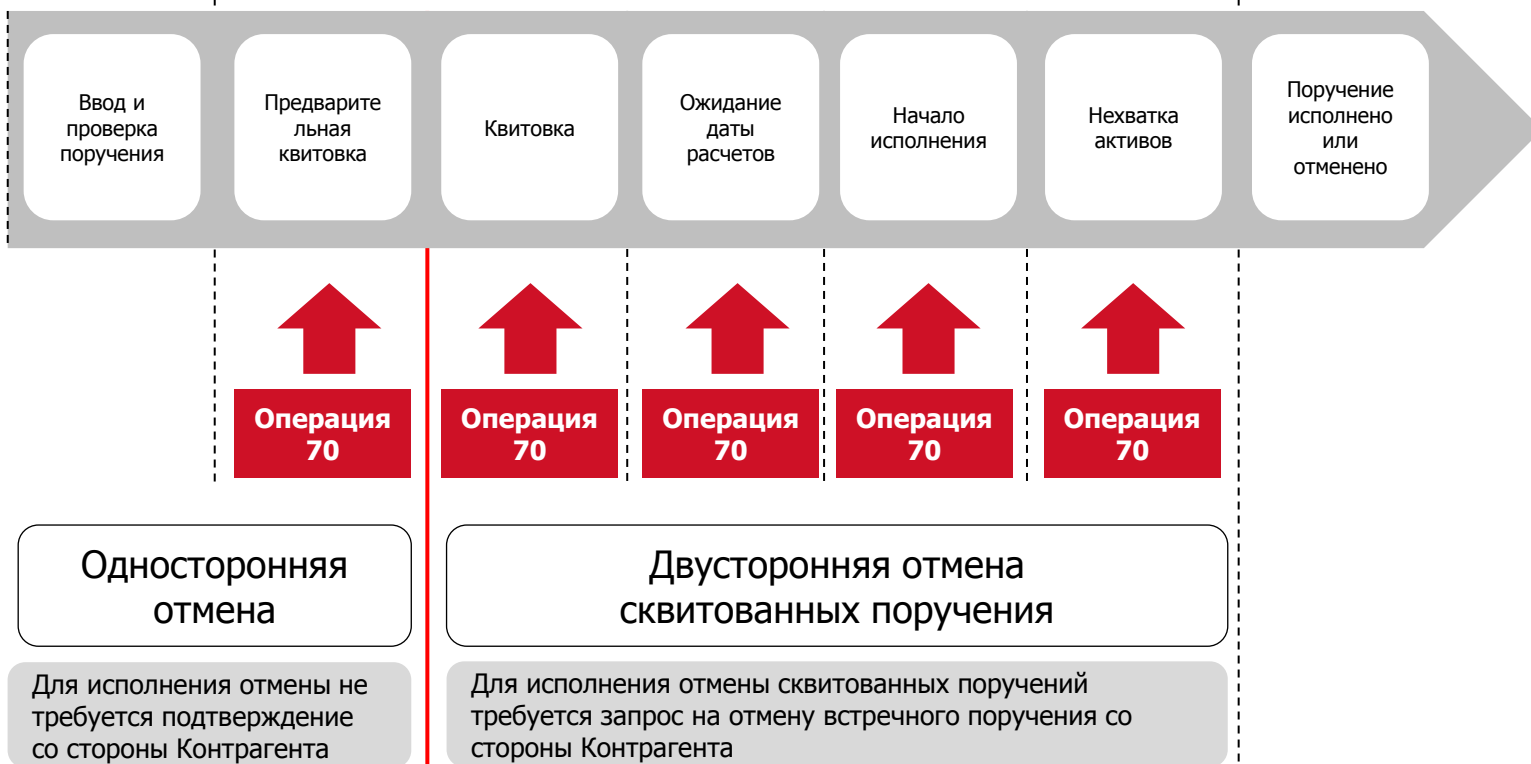 Ввод и
проверка
поручения
Предварите
льная
квитовка
Квитовка
Ожидание
даты
расчетов
Начало
исполнения
Нехватка
активов
Поручение
исполнено
или
отменено
Операция
70
Операция
70
Операция
70
Операция
70
Операция
70
Односторонняя
отмена
Двусторонняя отмена
сквитованных поручения
Для исполнения отмены не
требуется подтверждение
со стороны Контрагента
Для исполнения отмены сквитованных поручений
требуется запрос на отмену встречного поручения со
стороны Контрагента